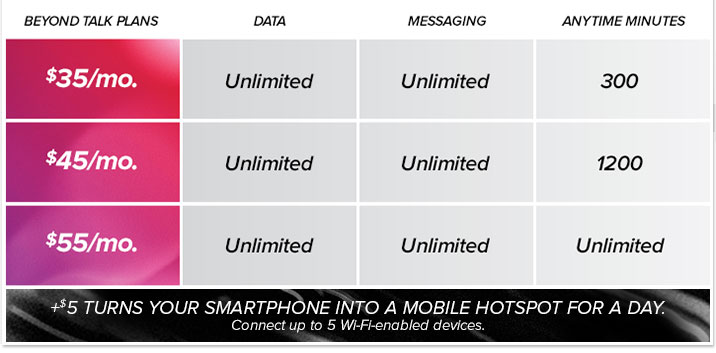 BEYOND TALK PLANS DATA MESSAGING ANYTIME MINUTES
$35/mo. Unlimited Unlimited 300
$45/mo. Unlimited Unlimited 1200
$55/mo. Unlimited Unlimited Unlimited
+$5 TURNS YOUR SMARTPHONE INTO A MOBILE HOTSPOT FOR A DAY.
Connect up to 5 Wi-Fi-enabled devices.